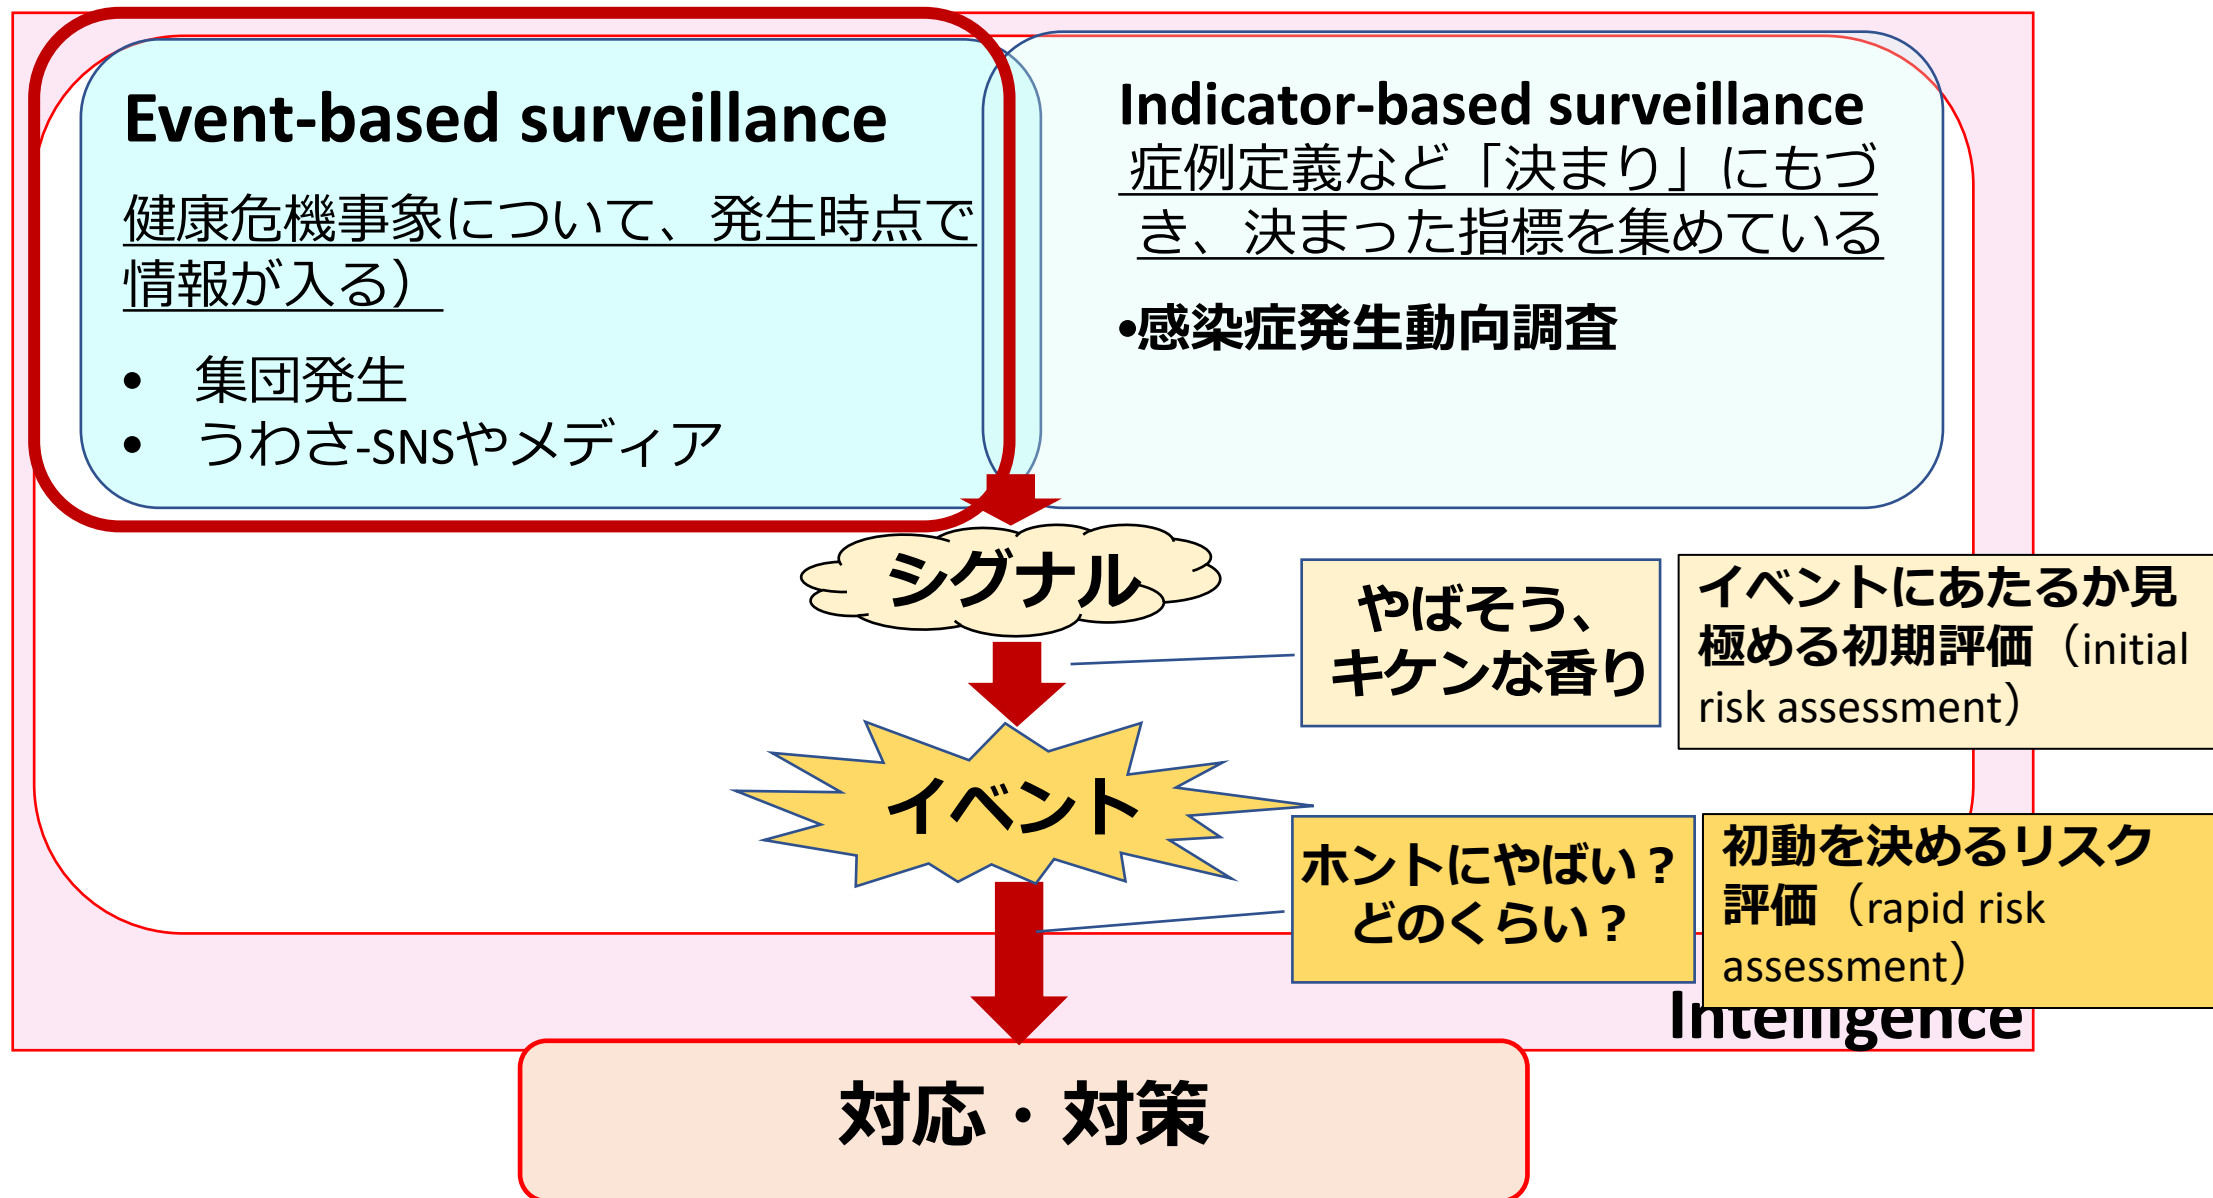 Event-based surveillance
健康危機事象について、発生時点で
情報が入る）
• 集団発生
• うわさ-SNSやメディア
Indicator-based surveillance
症例定義など「決まり」にもづ
き、決まった指標を集めている
•感染症発生動向調査
シグナル
やばそう、
キケンな香り
イベントにあたるか見
極める初期評価（initial
risk assessment）
イベント
ホントにやばい？
どのくらい？
初動を決めるリスク
評価（rapid risk
assessment）
Intelligence
対応・対策